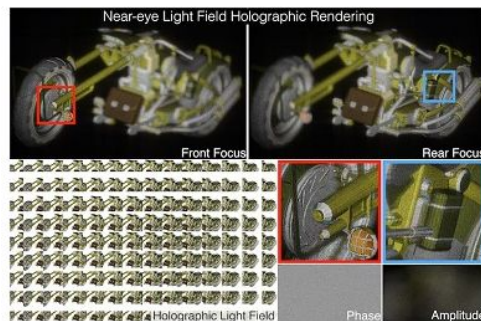 Near-eye Light Field Holographic Rendering
Front Focus
Rear Focus
Holographic Light Field
Phase
Amplitude